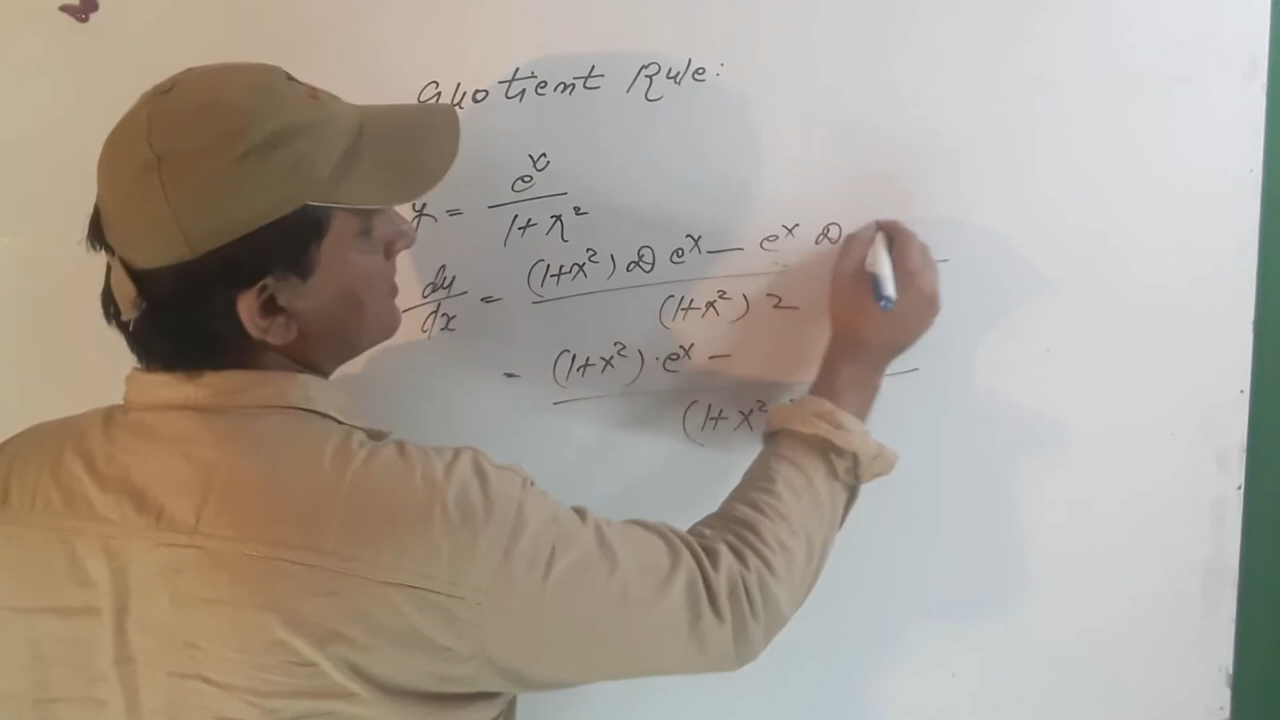 Quotient Rule:
y = e^x / (1+x²)
dy/dx = (1+x²) D e^x — e^x D / (1+x²) 2
= (1+x²) · e^x — / (1+x²